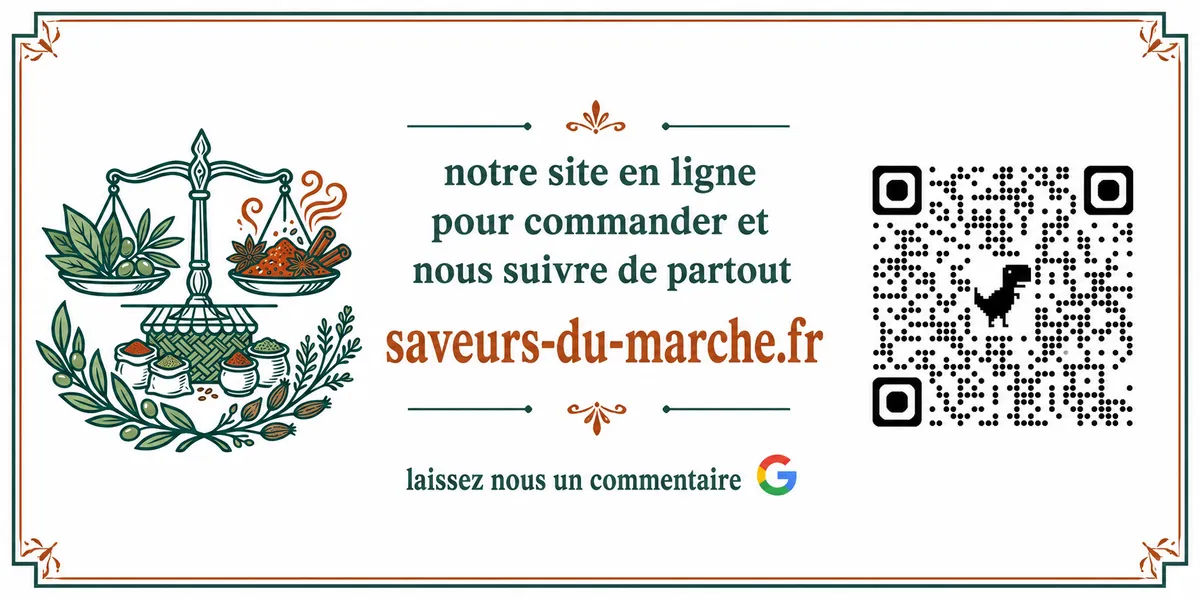 notre site en ligne
pour commander et
nous suivre de partout
saveurs-du-marche.fr
laissez nous un commentaire